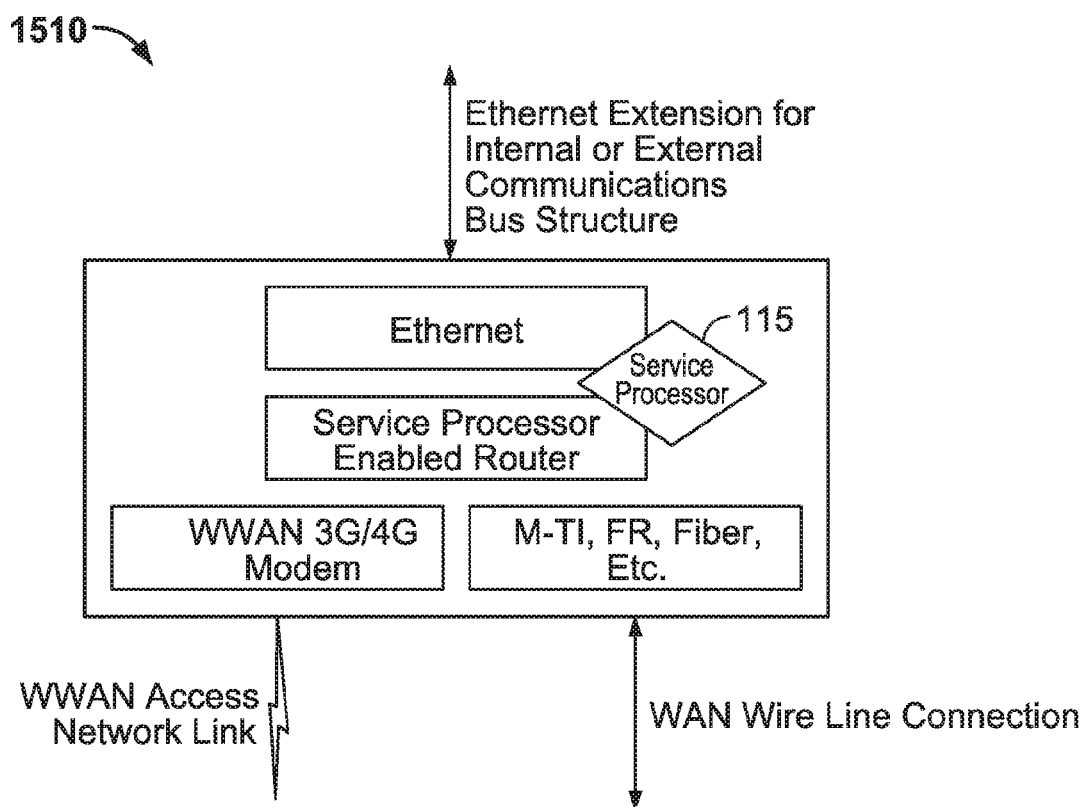 1510
Ethernet Extension for
Internal or External
Communications
Bus Structure
Ethernet
115
Service
Processor
Service Processor
Enabled Router
WWAN 3G/4G
Modem
M-TI, FR, Fiber,
Etc.
WWAN Access
Network Link
WAN Wire Line Connection